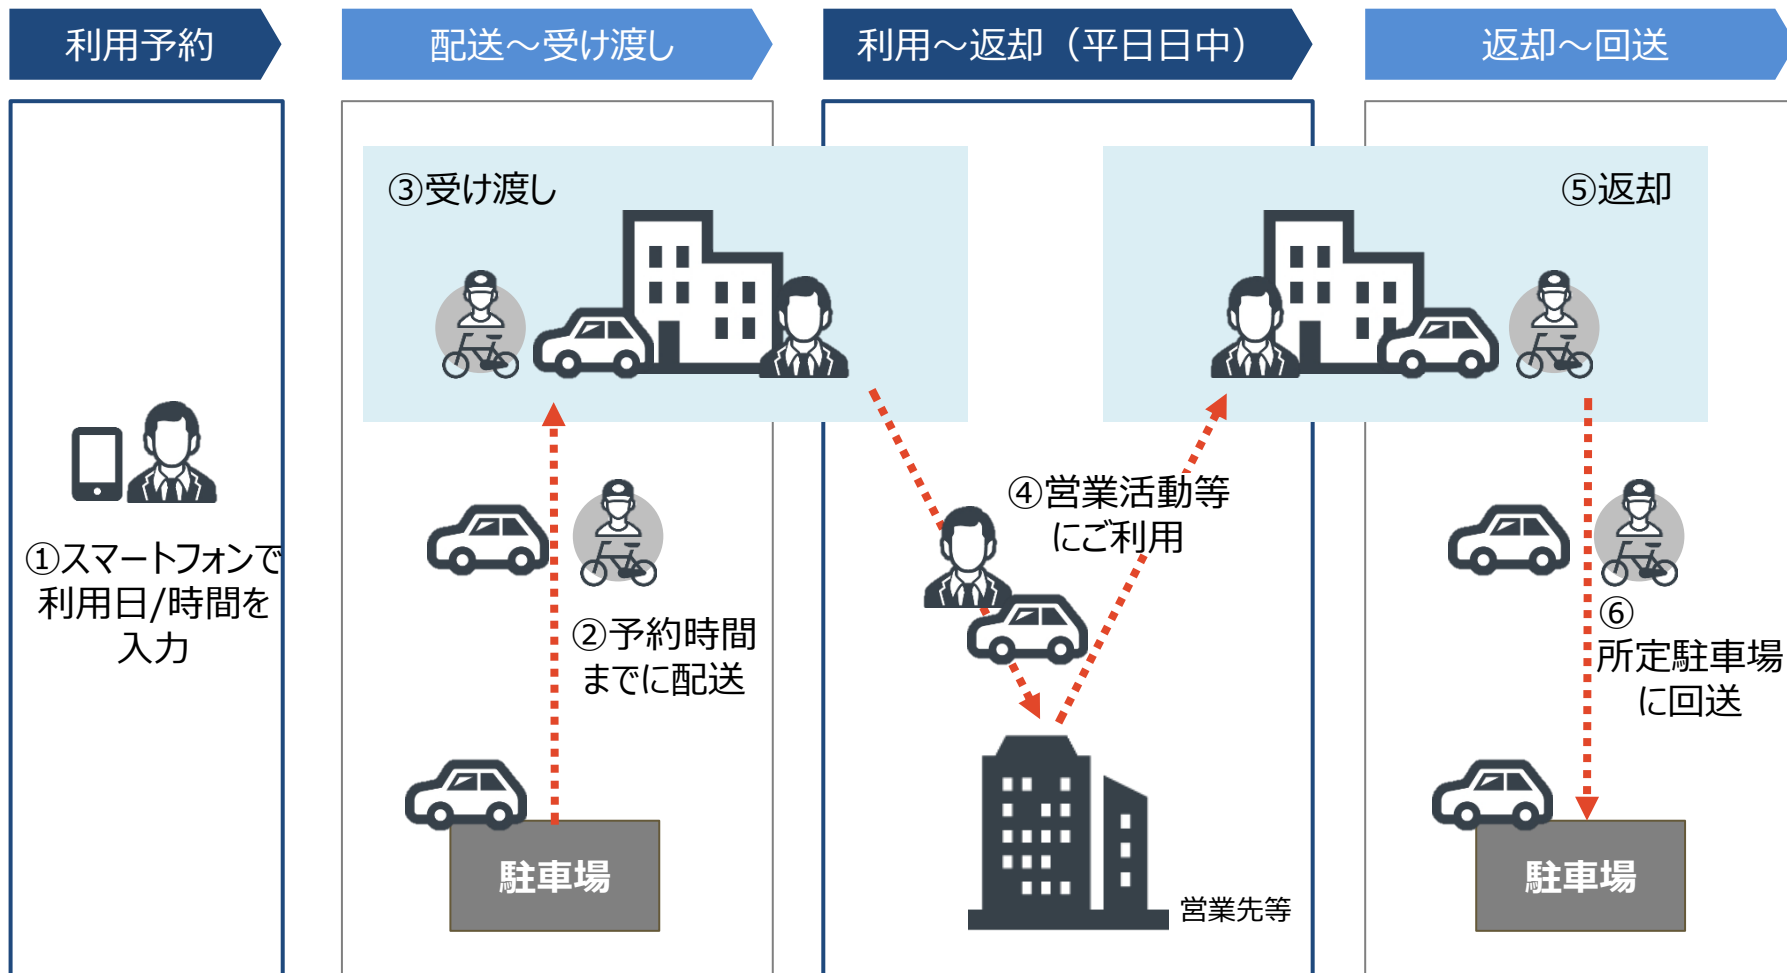 利用予約
配送～受け渡し
利用～返却（平日日中）
返却～回送
①スマートフォンで
利用日/時間を
入力
③受け渡し
②予約時間
までに配送
駐車場
④営業活動等
にご利用
営業先等
⑤返却
⑥
所定駐車場
に回送
駐車場